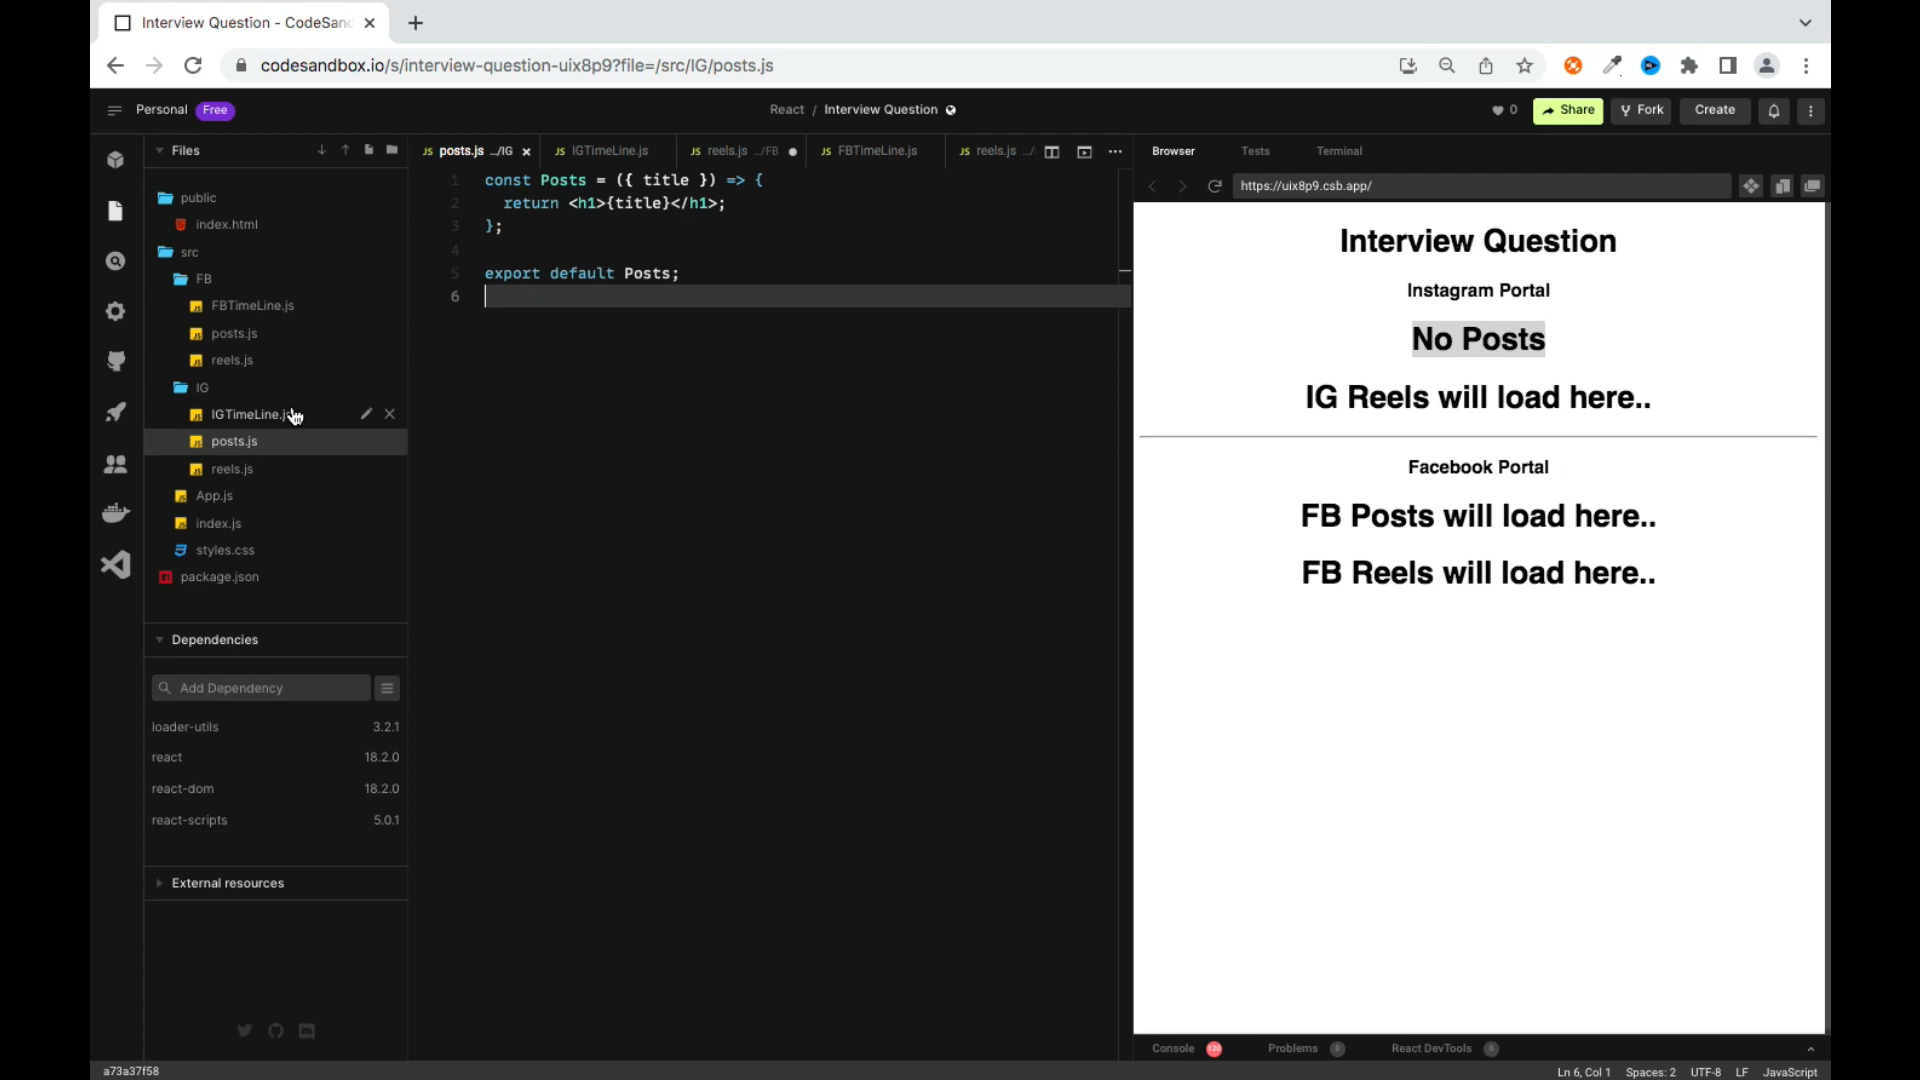 Interview Question - CodeSand
codesandbox.io/s/interview-question-uix8p9?file=/src/IG/posts.js
Personal Free
React / Interview Question
0
Share
Fork
Create
Files
public
index.html
src
FB
FBTimeLine.js
posts.js
reels.js
IG
IGTimeLine.js
posts.js
reels.js
App.js
index.js
styles.css
package.json
Dependencies
Add Dependency
loader-utils 3.2.1
react 18.2.0
react-dom 18.2.0
react-scripts 5.0.1
External resources
JS posts.js .../IG
JS IGTimeLine.js
JS reels.js .../FB
JS FBTimeLine.js
JS reels.js .../
1 const Posts = ({ title }) => {
2 return <h1>{title}</h1>;
3 };
4
5 export default Posts;
6
Browser
Tests
Terminal
https://uix8p9.csb.app/
Interview Question
Instagram Portal
No Posts
IG Reels will load here..
Facebook Portal
FB Posts will load here..
FB Reels will load here..
Console
Problems 0
React DevTools 0
a73a37f58
Ln 6, Col 1 Spaces: 2 UTF-8 LF JavaScript